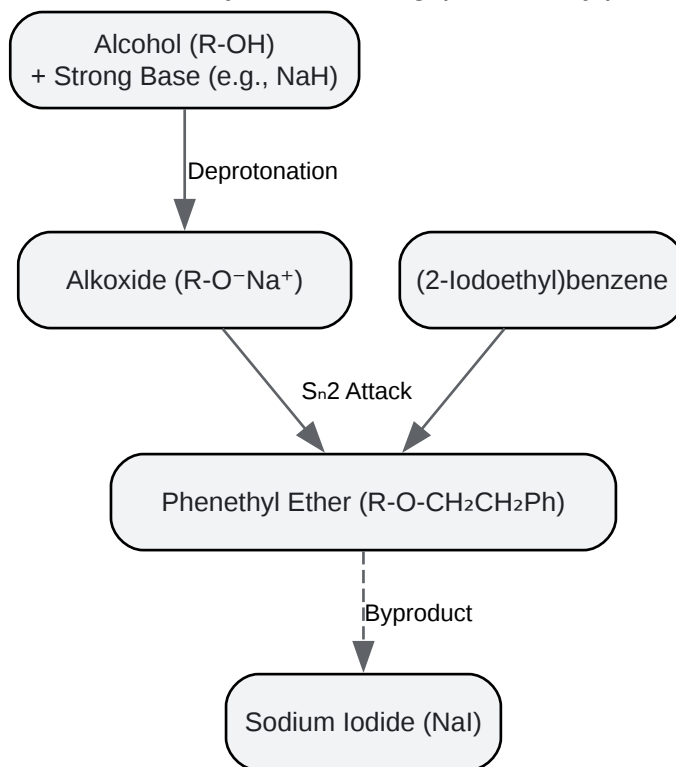 Alcohol (R-OH)
+ Strong Base (e.g., NaH)
Deprotonation
Alkoxide (R-O⁻Na⁺)
(2-Iodoethyl)benzene
Sₙ2 Attack
Phenethyl Ether (R-O-CH₂CH₂Ph)
Byproduct
Sodium Iodide (NaI)